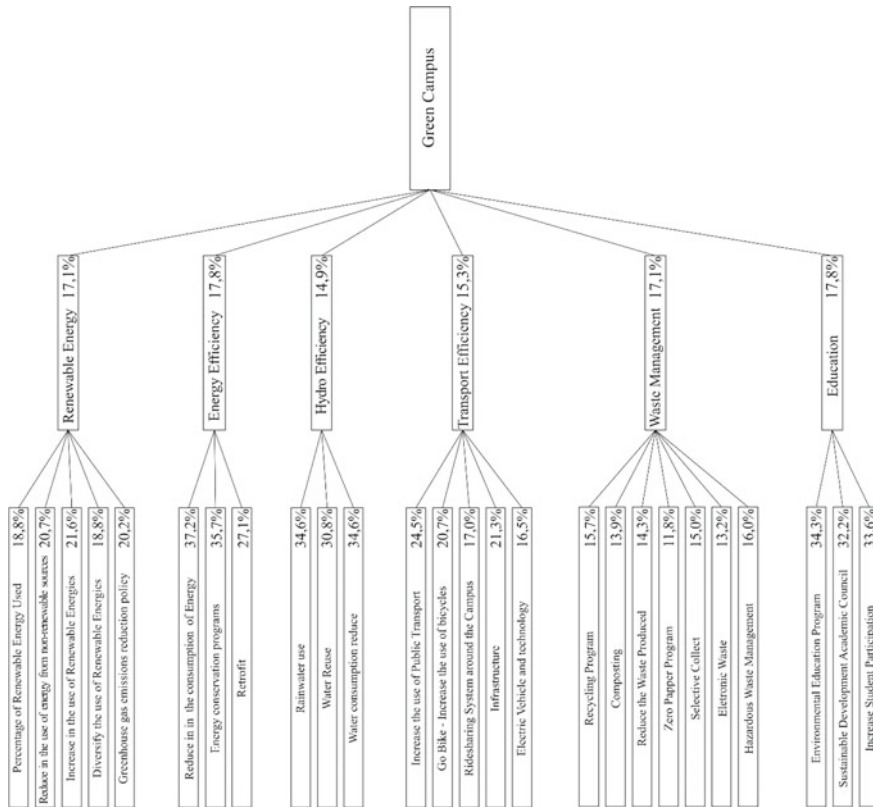 Green Campus
Renewable Energy 17,1%
Energy Efficiency 17,8%
Hydro Efficiency 14,9%
Transport Efficiency 15,3%
Waste Management 17,1%
Education 17,8%
Percentage of Renewable Energy Used 18,8%
Reduce in the use of energy from non-renewable sources 20,7%
Increase in the use of Renewable Energies 21,6%
Diversify the use of Renewable Energies 18,8%
Greenhouse gas emissions reduction policy 20,2%
Reduce in in the consumption of Energy 37,2%
Energy conservation programs 35,7%
Retrofit 27,1%
Rainwater use 34,6%
Water Reuse 30,8%
Water consumption reduce 34,6%
Increase the use of Public Transport 24,5%
Go Bike - Increase the use of bicycles 20,7%
Ridesharing System around the Campus 17,0%
Infrastructure 21,3%
Electric Vehicle and technology 16,5%
Recycling Program 15,7%
Composting 13,9%
Reduce the Waste Produced 14,3%
Zero Papper Program 11,8%
Selective Collect 15,0%
Eletronic Waste 13,2%
Hazardous Waste Management 16,0%
Environmental Education Program 34,3%
Sustainable Development Academic Council 32,2%
Increase Student Participation 33,6%